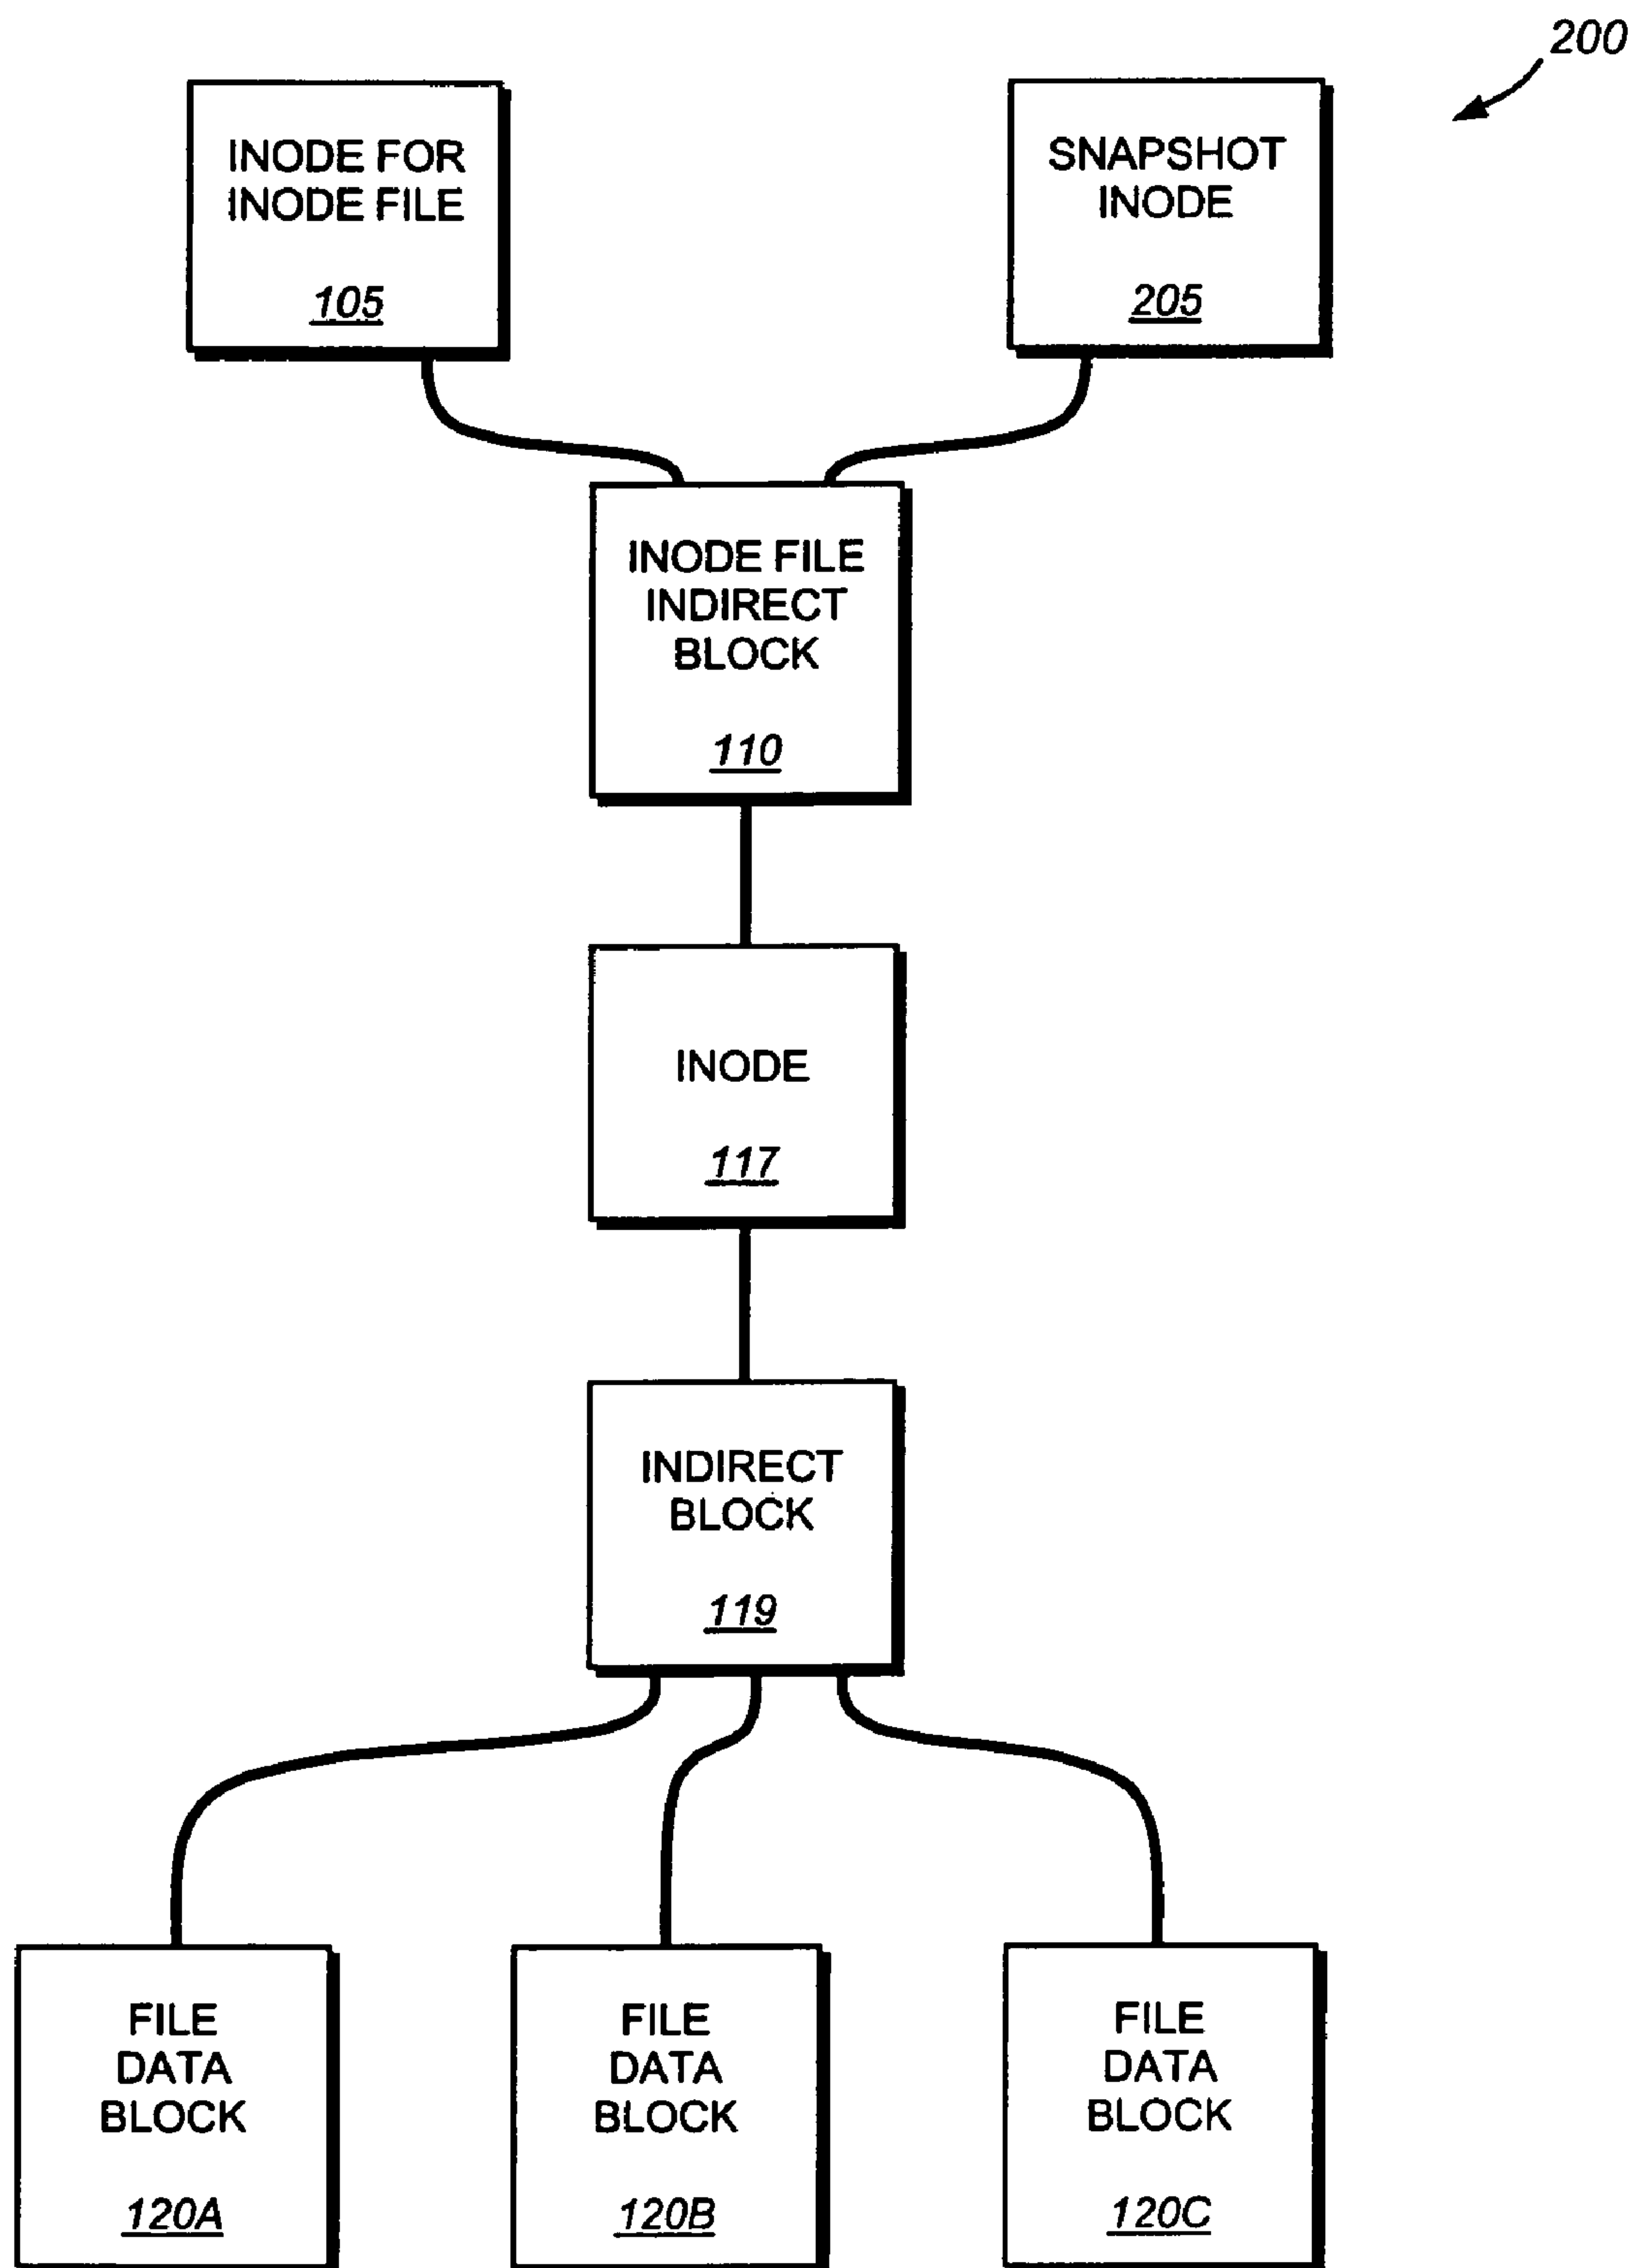 200
INODE FOR
INODE FILE
105
SNAPSHOT
INODE
205
INODE FILE
INDIRECT
BLOCK
110
INODE
117
INDIRECT
BLOCK
119
FILE
DATA
BLOCK
120A
FILE
DATA
BLOCK
120B
FILE
DATA
BLOCK
120C